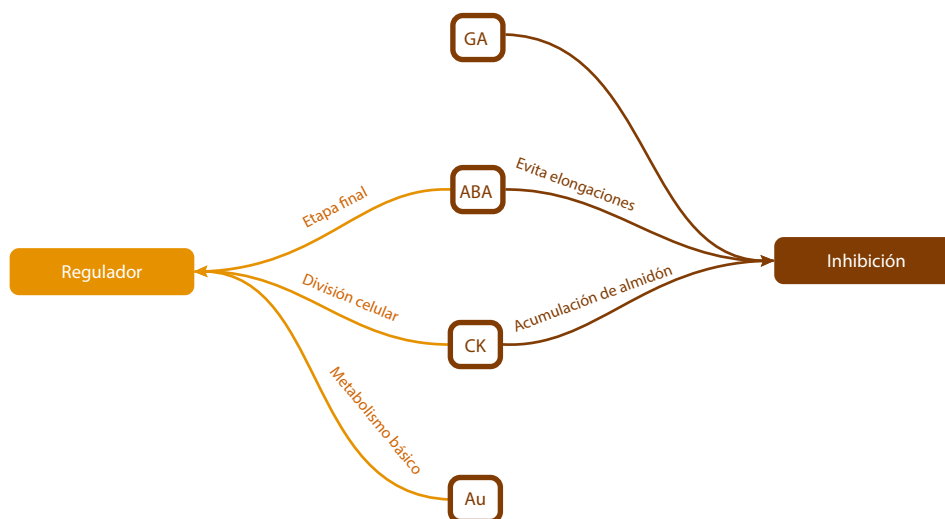 GA
Etapa final
ABA
Evita elongaciones
Regulador
Inhibición
División celular
CK
Acumulación de almidón
Metabolismo básico
Au